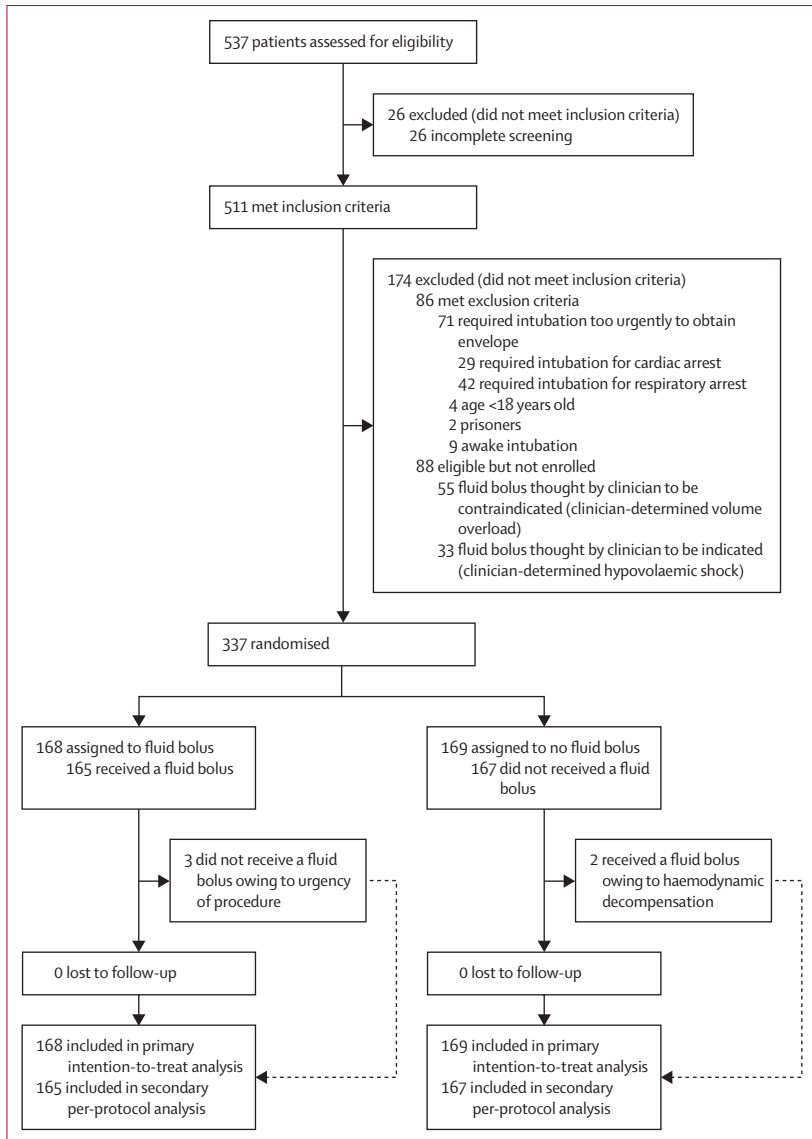 537 patients assessed for eligibility
26 excluded (did not meet inclusion criteria)
26 incomplete screening
511 met inclusion criteria
174 excluded (did not meet inclusion criteria)
86 met exclusion criteria
71 required intubation too urgently to obtain
envelope
29 required intubation for cardiac arrest
42 required intubation for respiratory arrest
4 age <18 years old
2 prisoners
9 awake intubation
88 eligible but not enrolled
55 fluid bolus thought by clinician to be
contraindicated (clinician-determined volume
overload)
33 fluid bolus thought by clinician to be indicated
(clinician-determined hypovolaemic shock)
337 randomised
168 assigned to fluid bolus
165 received a fluid bolus
169 assigned to no fluid bolus
167 did not received a fluid
bolus
3 did not receive a fluid
bolus owing to urgency
of procedure
2 received a fluid bolus
owing to haemodynamic
decompensation
0 lost to follow-up
0 lost to follow-up
168 included in primary
intention-to-treat analysis
165 included in secondary
per-protocol analysis
169 included in primary
intention-to-treat analysis
167 included in secondary
per-protocol analysis